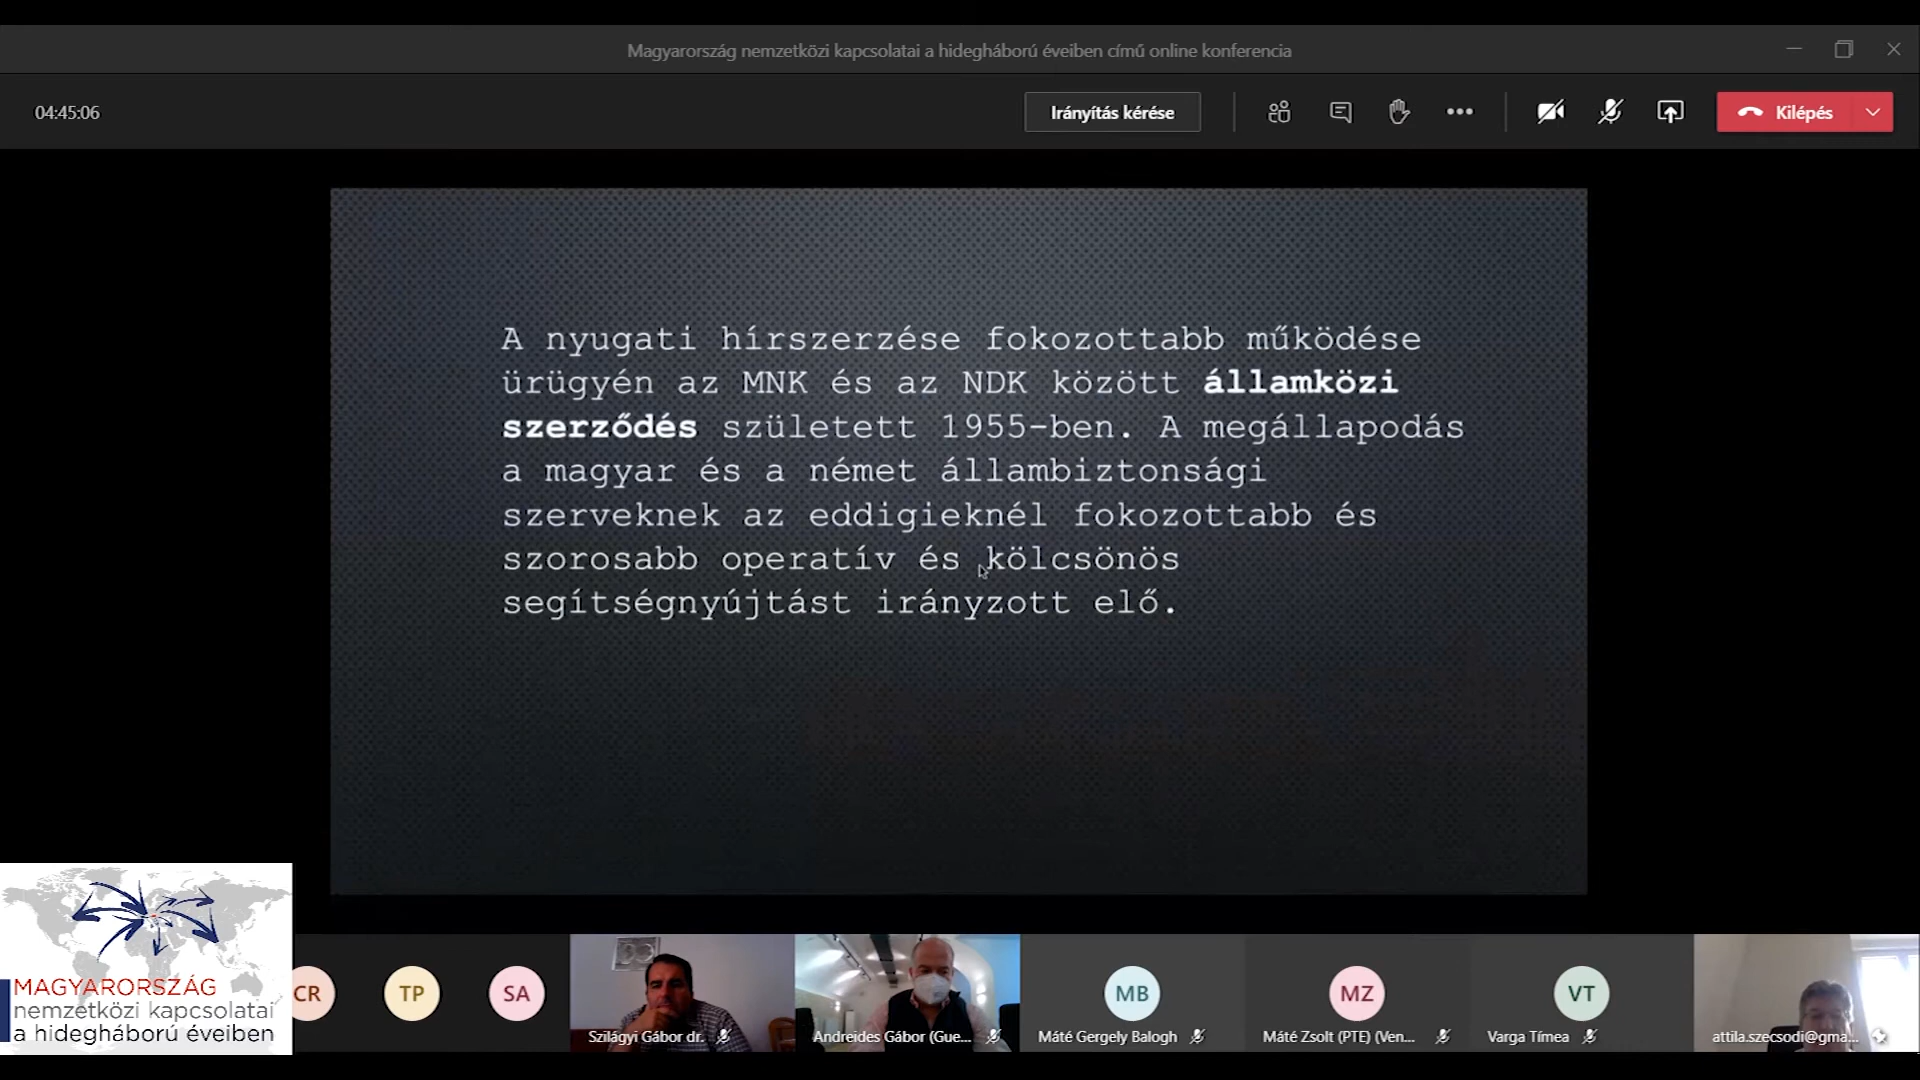 Magyarország nemzetközi kapcsolatai a hidegháború éveiben című online konferencia
04:45:06
Irányítás kérése
Kilépés
A nyugati hírszerzése fokozottabb működése
ürügyén az MNK és az NDK között államközi
szerződés született 1955-ben. A megállapodás
a magyar és a német állambiztonsági
szerveknek az eddigieknél fokozottabb és
szorosabb operatív és kölcsönös
segítségnyújtást irányzott elő.
MAGYARORSZÁG
nemzetközi kapcsolatai
a hidegháború éveiben
CR
TP
SA
Szilágyi Gábor dr.
Andreides Gábor (Gue...
MB
Máté Gergely Balogh
MZ
Máté Zsolt (PTE) (Ven...
VT
Varga Tímea
attila.szecsodi@gma...